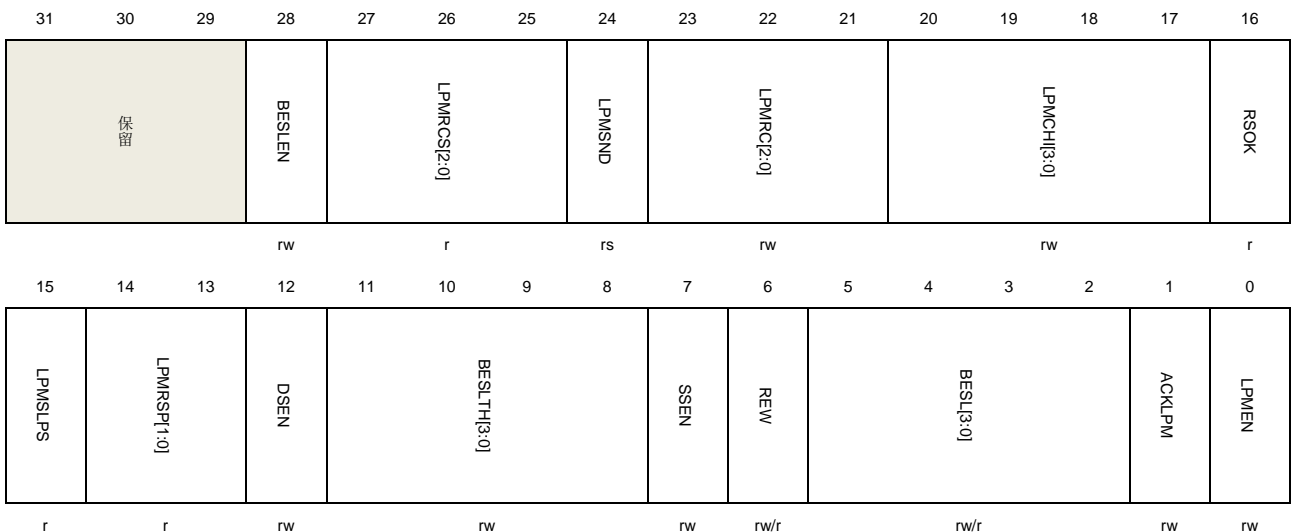 31 30 29 28 27 26 25 24 23 22 21 20 19 18 17 16
保留 BESLEN LPMRCS[2:0] LPMSND LPMRC[2:0] LPMCHI[3:0] RSOK
rw r rs rw rw r
15 14 13 12 11 10 9 8 7 6 5 4 3 2 1 0
LPMSLPS LPMRSP[1:0] DSEN BESLTH[3:0] SSEN REW BESL[3:0] ACKLPM LPMEN
r r rw rw rw rw/r rw/r rw rw